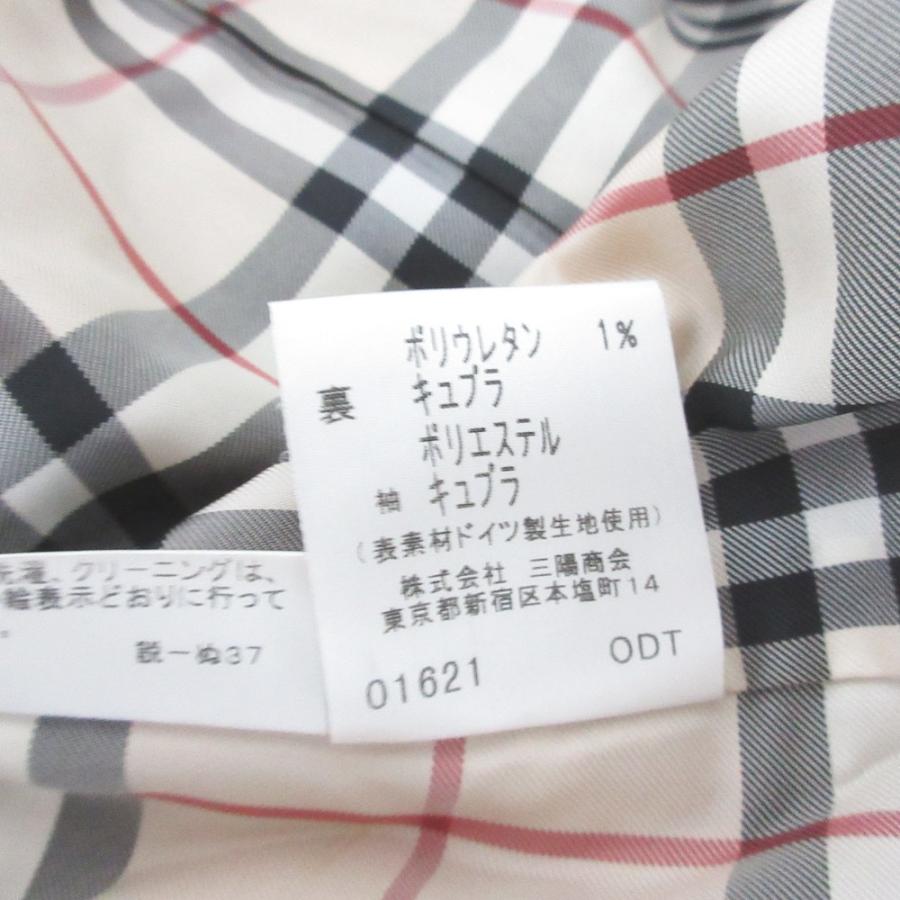 ポリウレタン 1%
裏 キュプラ
ポリエステル
袖 キュプラ
(表素材ドイツ製生地使用)
株式会社 三陽商会
東京都新宿区本塩町14
01621 ODT
洗濯、クリーニングは、
絵表示どおりに行って
。
鋭-ぬ37